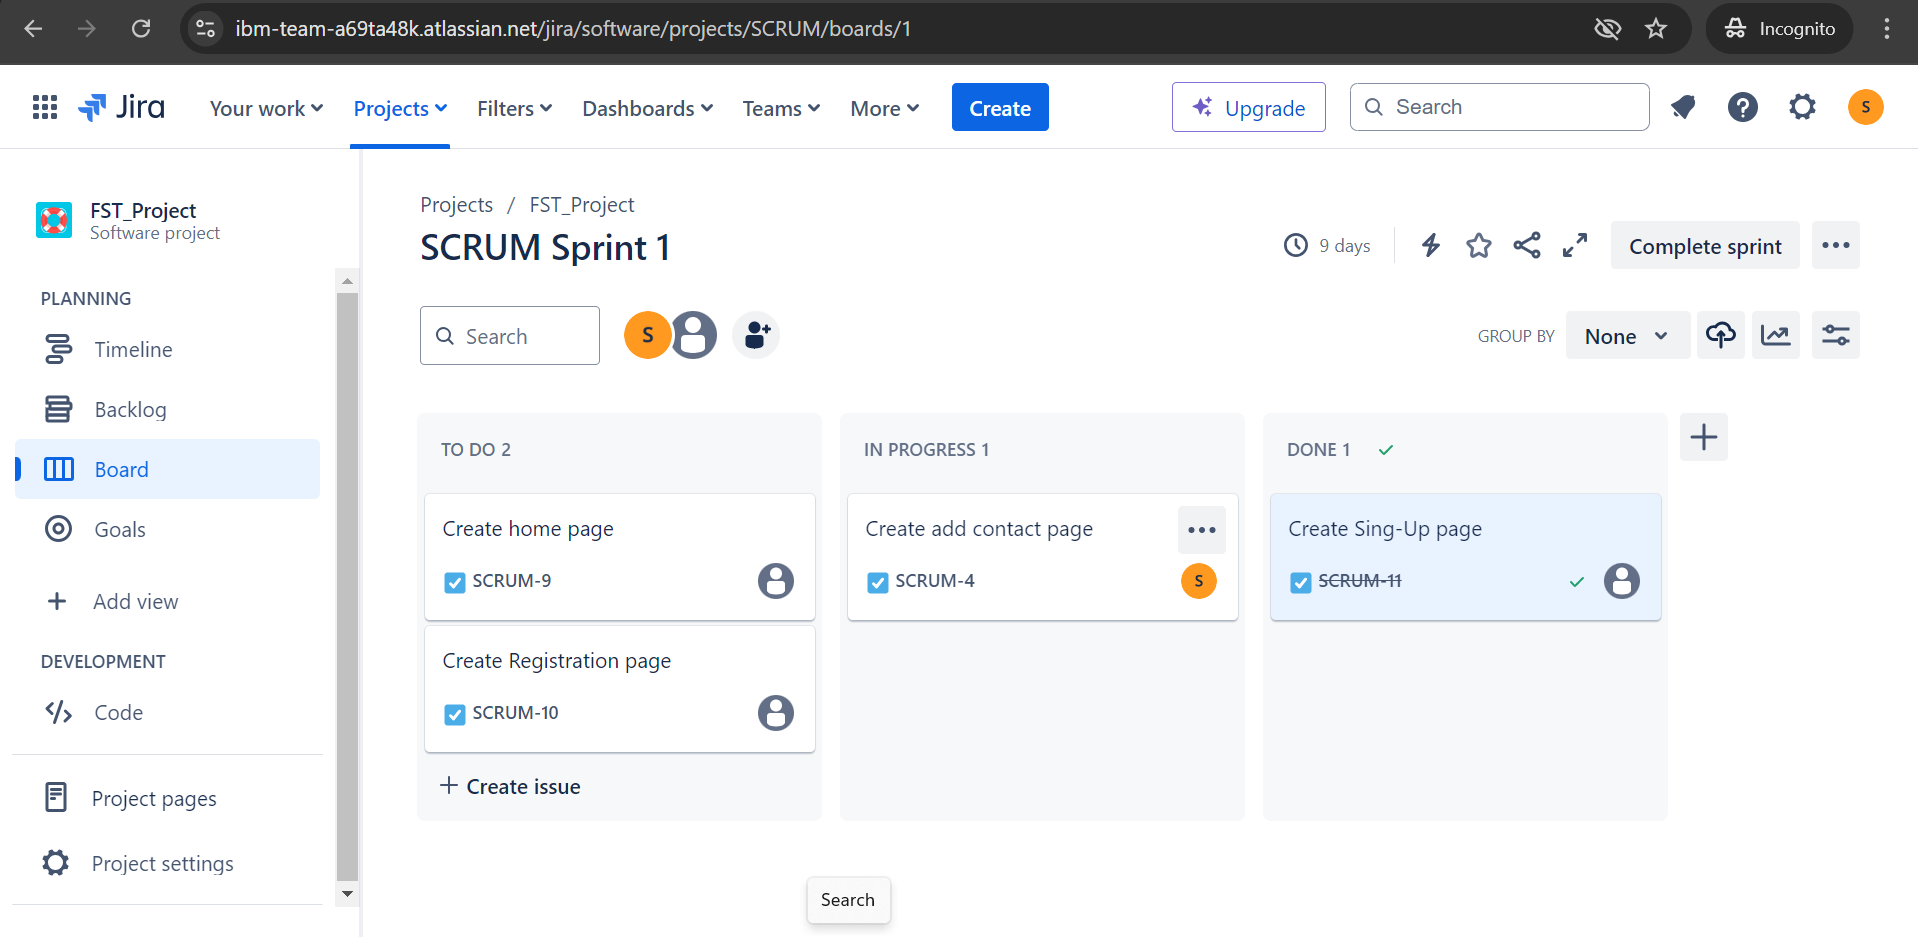 ibm-team-a69ta48k.atlassian.net/jira/software/projects/SCRUM/boards/1
Incognito
Jira
Your work
Projects
Filters
Dashboards
Teams
More
Create
Upgrade
Search
S
FST_Project
Software project
PLANNING
Timeline
Backlog
Board
Goals
Add view
DEVELOPMENT
Code
Project pages
Project settings
Projects / FST_Project
SCRUM Sprint 1
9 days
Complete sprint
Search
S
GROUP BY
None
TO DO 2
Create home page
SCRUM-9
Create Registration page
SCRUM-10
Create issue
IN PROGRESS 1
Create add contact page
SCRUM-4
S
DONE 1
Create Sing-Up page
SCRUM-11
Search